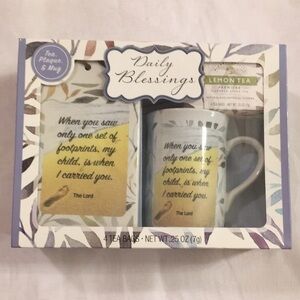 Tea,
Plaque,
& Mug
Daily
Blessings
LEMON TEA
PREMIUM
When you saw
only one set of
footprints, my
child, is when
I carried you.
The Lord
When you saw
only one set of
footprints, my
child, is when
I carried you.
The Lord
4 TEA BAGS • NET WT .25 OZ (7g)